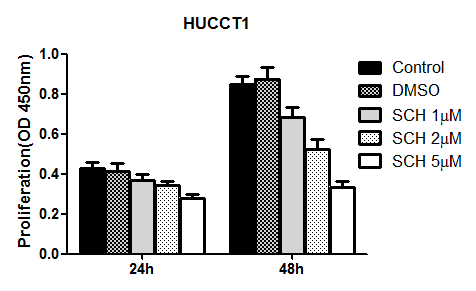 HUCCT1
Proliferation(OD 450nm)
1.0
0.8
0.6
0.4
0.2
0.0
24h
48h
Control
DMSO
SCH 1μM
SCH 2μM
SCH 5μM